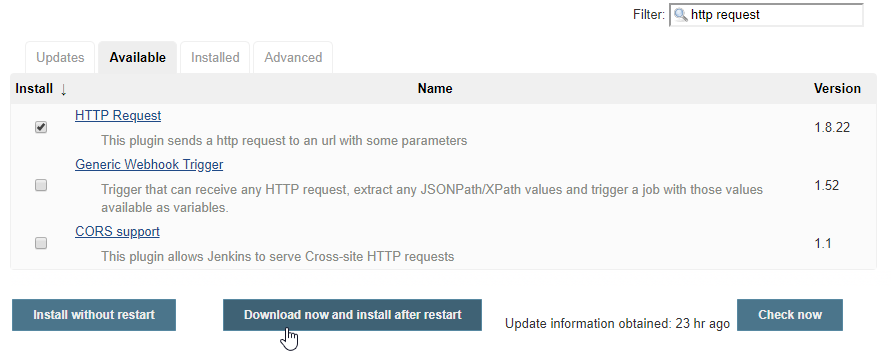 Filter: http request
Updates Available Installed Advanced
Install ↓ Name Version
HTTP Request
This plugin sends a http request to an url with some parameters
1.8.22
Generic Webhook Trigger
Trigger that can receive any HTTP request, extract any JSONPath/XPath values and trigger a job with those values
available as variables.
1.52
CORS support
This plugin allows Jenkins to serve Cross-site HTTP requests
1.1
Install without restart Download now and install after restart Update information obtained: 23 hr ago Check now